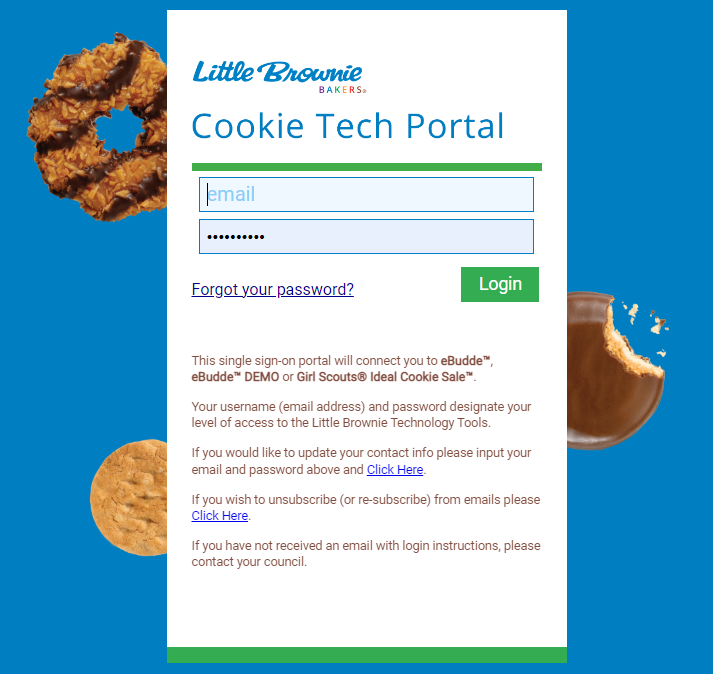 Little Brownie
BAKERS®
Cookie Tech Portal
email
••••••••••
Forgot your password?
Login
This single sign-on portal will connect you to eBudde™,
eBudde™ DEMO or Girl Scouts® Ideal Cookie Sale™.
Your username (email address) and password designate your
level of access to the Little Brownie Technology Tools.
If you would like to update your contact info please input your
email and password above and Click Here.
If you wish to unsubscribe (or re-subscribe) from emails please
Click Here.
If you have not received an email with login instructions, please
contact your council.